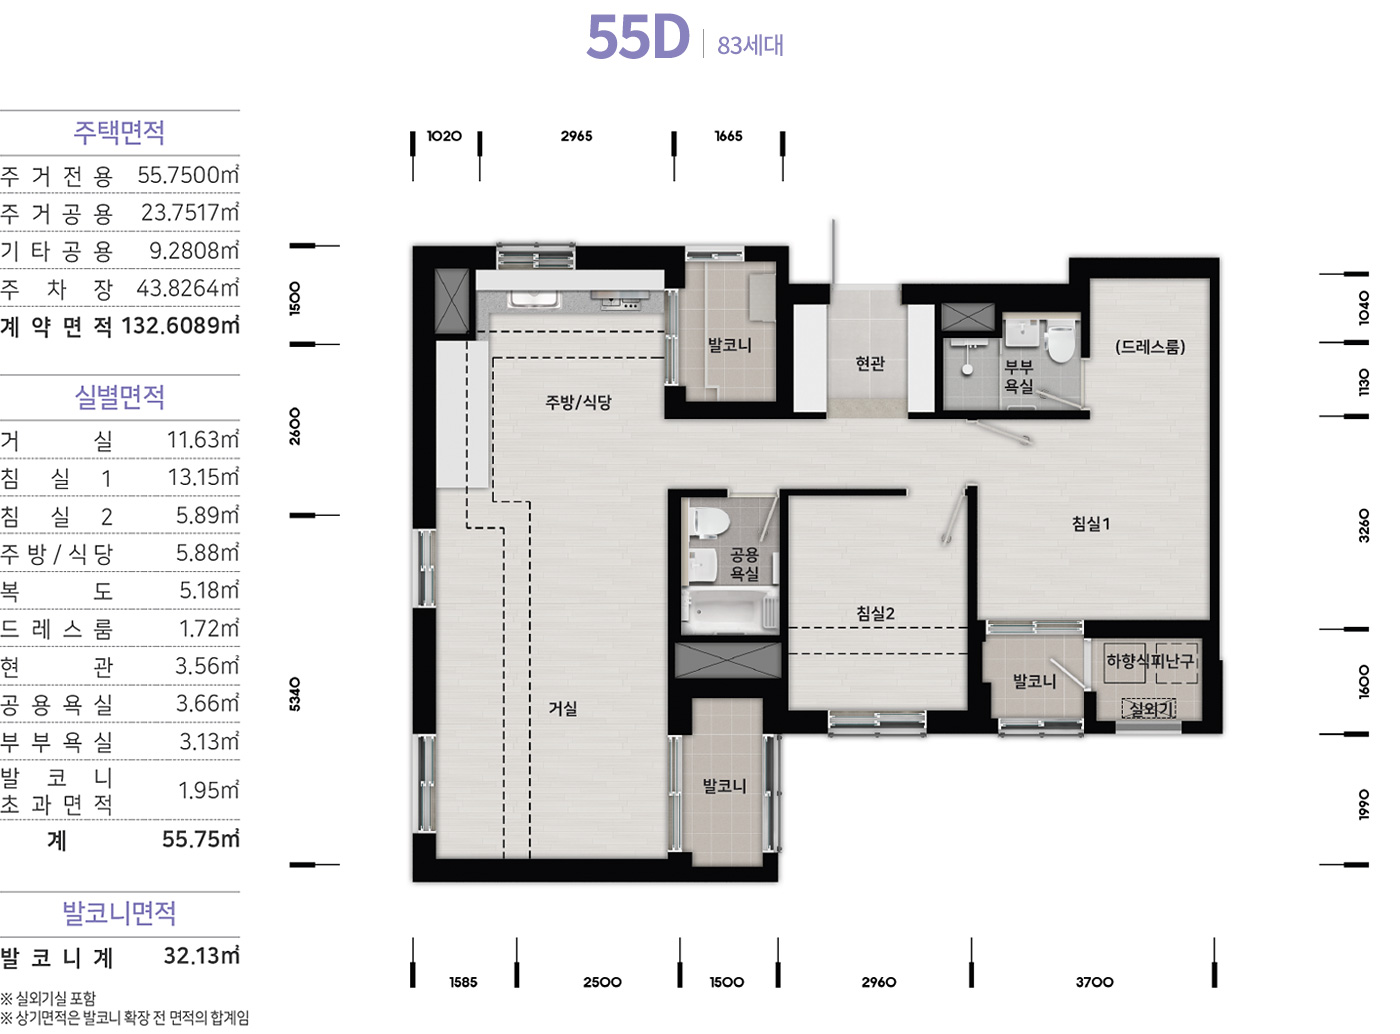 55D | 83세대
주택면적
주거전용 55.7500㎡
주거공용 23.7517㎡
기타공용 9.2808㎡
주차장 43.8264㎡
계약면적 132.6089㎡
실별면적
거실 11.63㎡
침실1 13.15㎡
침실2 5.89㎡
주방/식당 5.88㎡
복도 5.18㎡
드레스룸 1.72㎡
현관 3.56㎡
공용욕실 3.66㎡
부부욕실 3.13㎡
발코니
초과면적 1.95㎡
계 55.75㎡
발코니면적
발코니계 32.13㎡
※ 실외기실 포함
※ 상기면적은 발코니 확장 전 면적의 합계임
1020 2965 1665
1500
2600
5340
발코니
현관
부부
욕실
(드레스룸)
주방/식당
침실1
공용
욕실
침실2
거실
발코니
하향식피난구
발코니
실외기
1040
1130
3260
1600
1990
1585 2500 1500 2960 3700